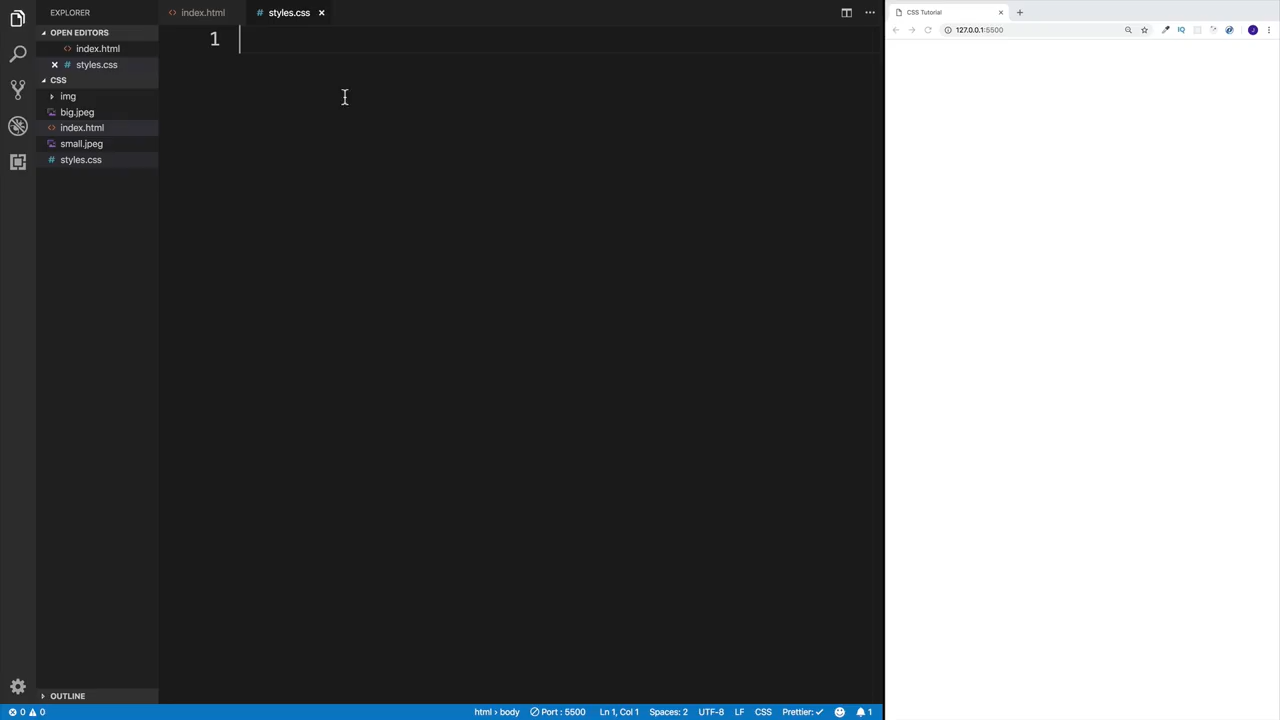 EXPLORER
index.html
styles.css
OPEN EDITORS
index.html
styles.css
CSS
img
big.jpeg
index.html
small.jpeg
styles.css
OUTLINE
1
CSS Tutorial
127.0.0.1:5500
IQ
J
0 0
html › body
Port : 5500
Ln 1, Col 1
Spaces: 2
UTF-8
LF
CSS
Prettier: ✓
1